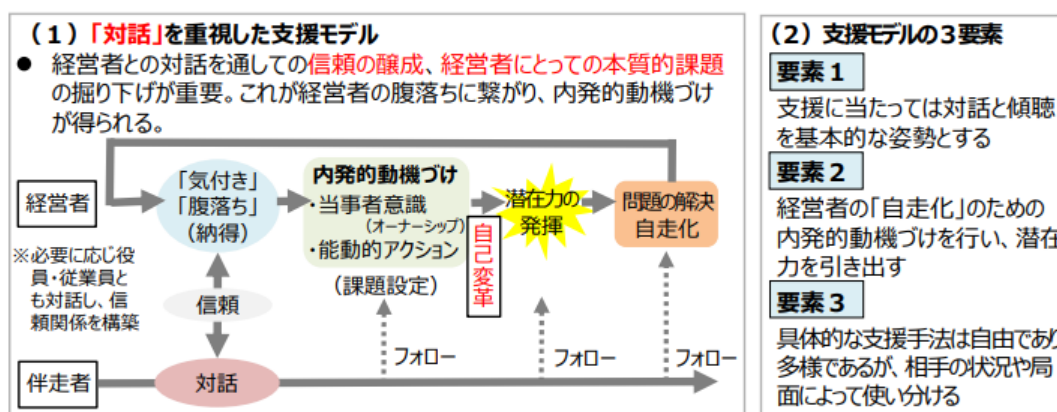 （1）「対話」を重視した支援モデル
● 経営者との対話を通しての信頼の醸成、経営者にとっての本質的課題
の掘り下げが重要。これが経営者の腹落ちに繋がり、内発的動機づけ
が得られる。
経営者
※必要に応じ役
員・従業員と
も対話し、信
頼関係を構築
「気付き」
「腹落ち」
（納得）
内発的動機づけ
・当事者意識
（オーナーシップ）
・能動的アクション
（課題設定）
自己変革
潜在力の
発揮
問題の解決
自走化
信頼
フォロー
フォロー
フォロー
伴走者
対話
（2）支援モデルの３要素
要素１
支援に当たっては対話と傾聴
を基本的な姿勢とする
要素２
経営者の「自走化」のための
内発的動機づけを行い、潜在
力を引き出す
要素３
具体的な支援手法は自由であり
多様であるが、相手の状況や局
面によって使い分ける